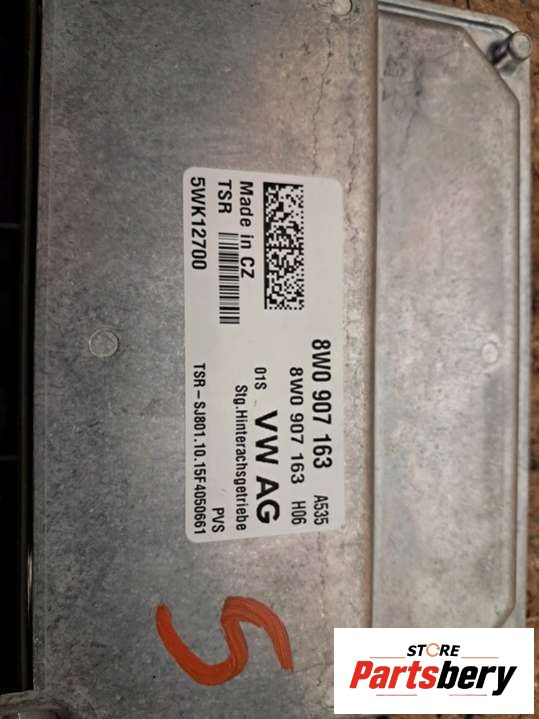 8W0 907 163 A535
8W0 907 163 H06
01S VW AG
Stg.Hinterachsgetriebe
PVS
Made in CZ
TSR
5WK12700
TSR-SJ801.10.15F4050661
5
STORE
Partsbery